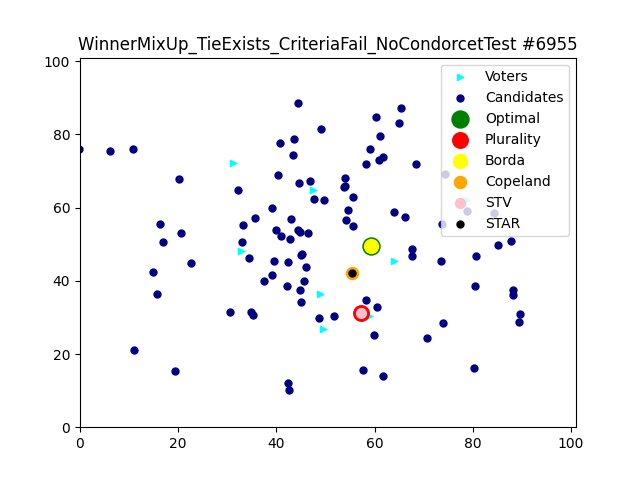 WinnerMixUp_TieExists_CriteriaFail_NoCondorcetTest #6955
100
80
60
40
20
0
0
20
40
60
80
100
Voters
Candidates
Optimal
Plurality
Borda
Copeland
STV
STAR